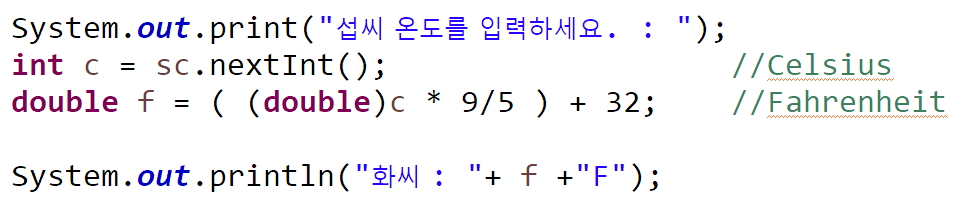 System.out.print("섭씨 온도를 입력하세요. : ");
int c = sc.nextInt(); //Celsius
double f = ( (double)c * 9/5 ) + 32; //Fahrenheit
System.out.println("화씨 : "+ f +"F");